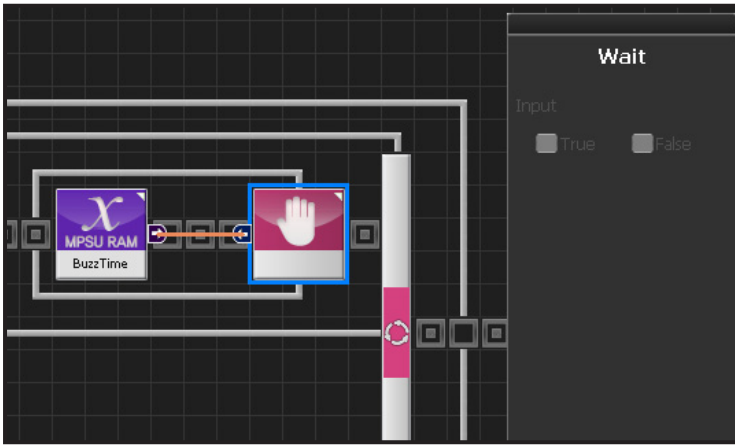 Wait
Input
True False
X
MPSU RAM
BuzzTime